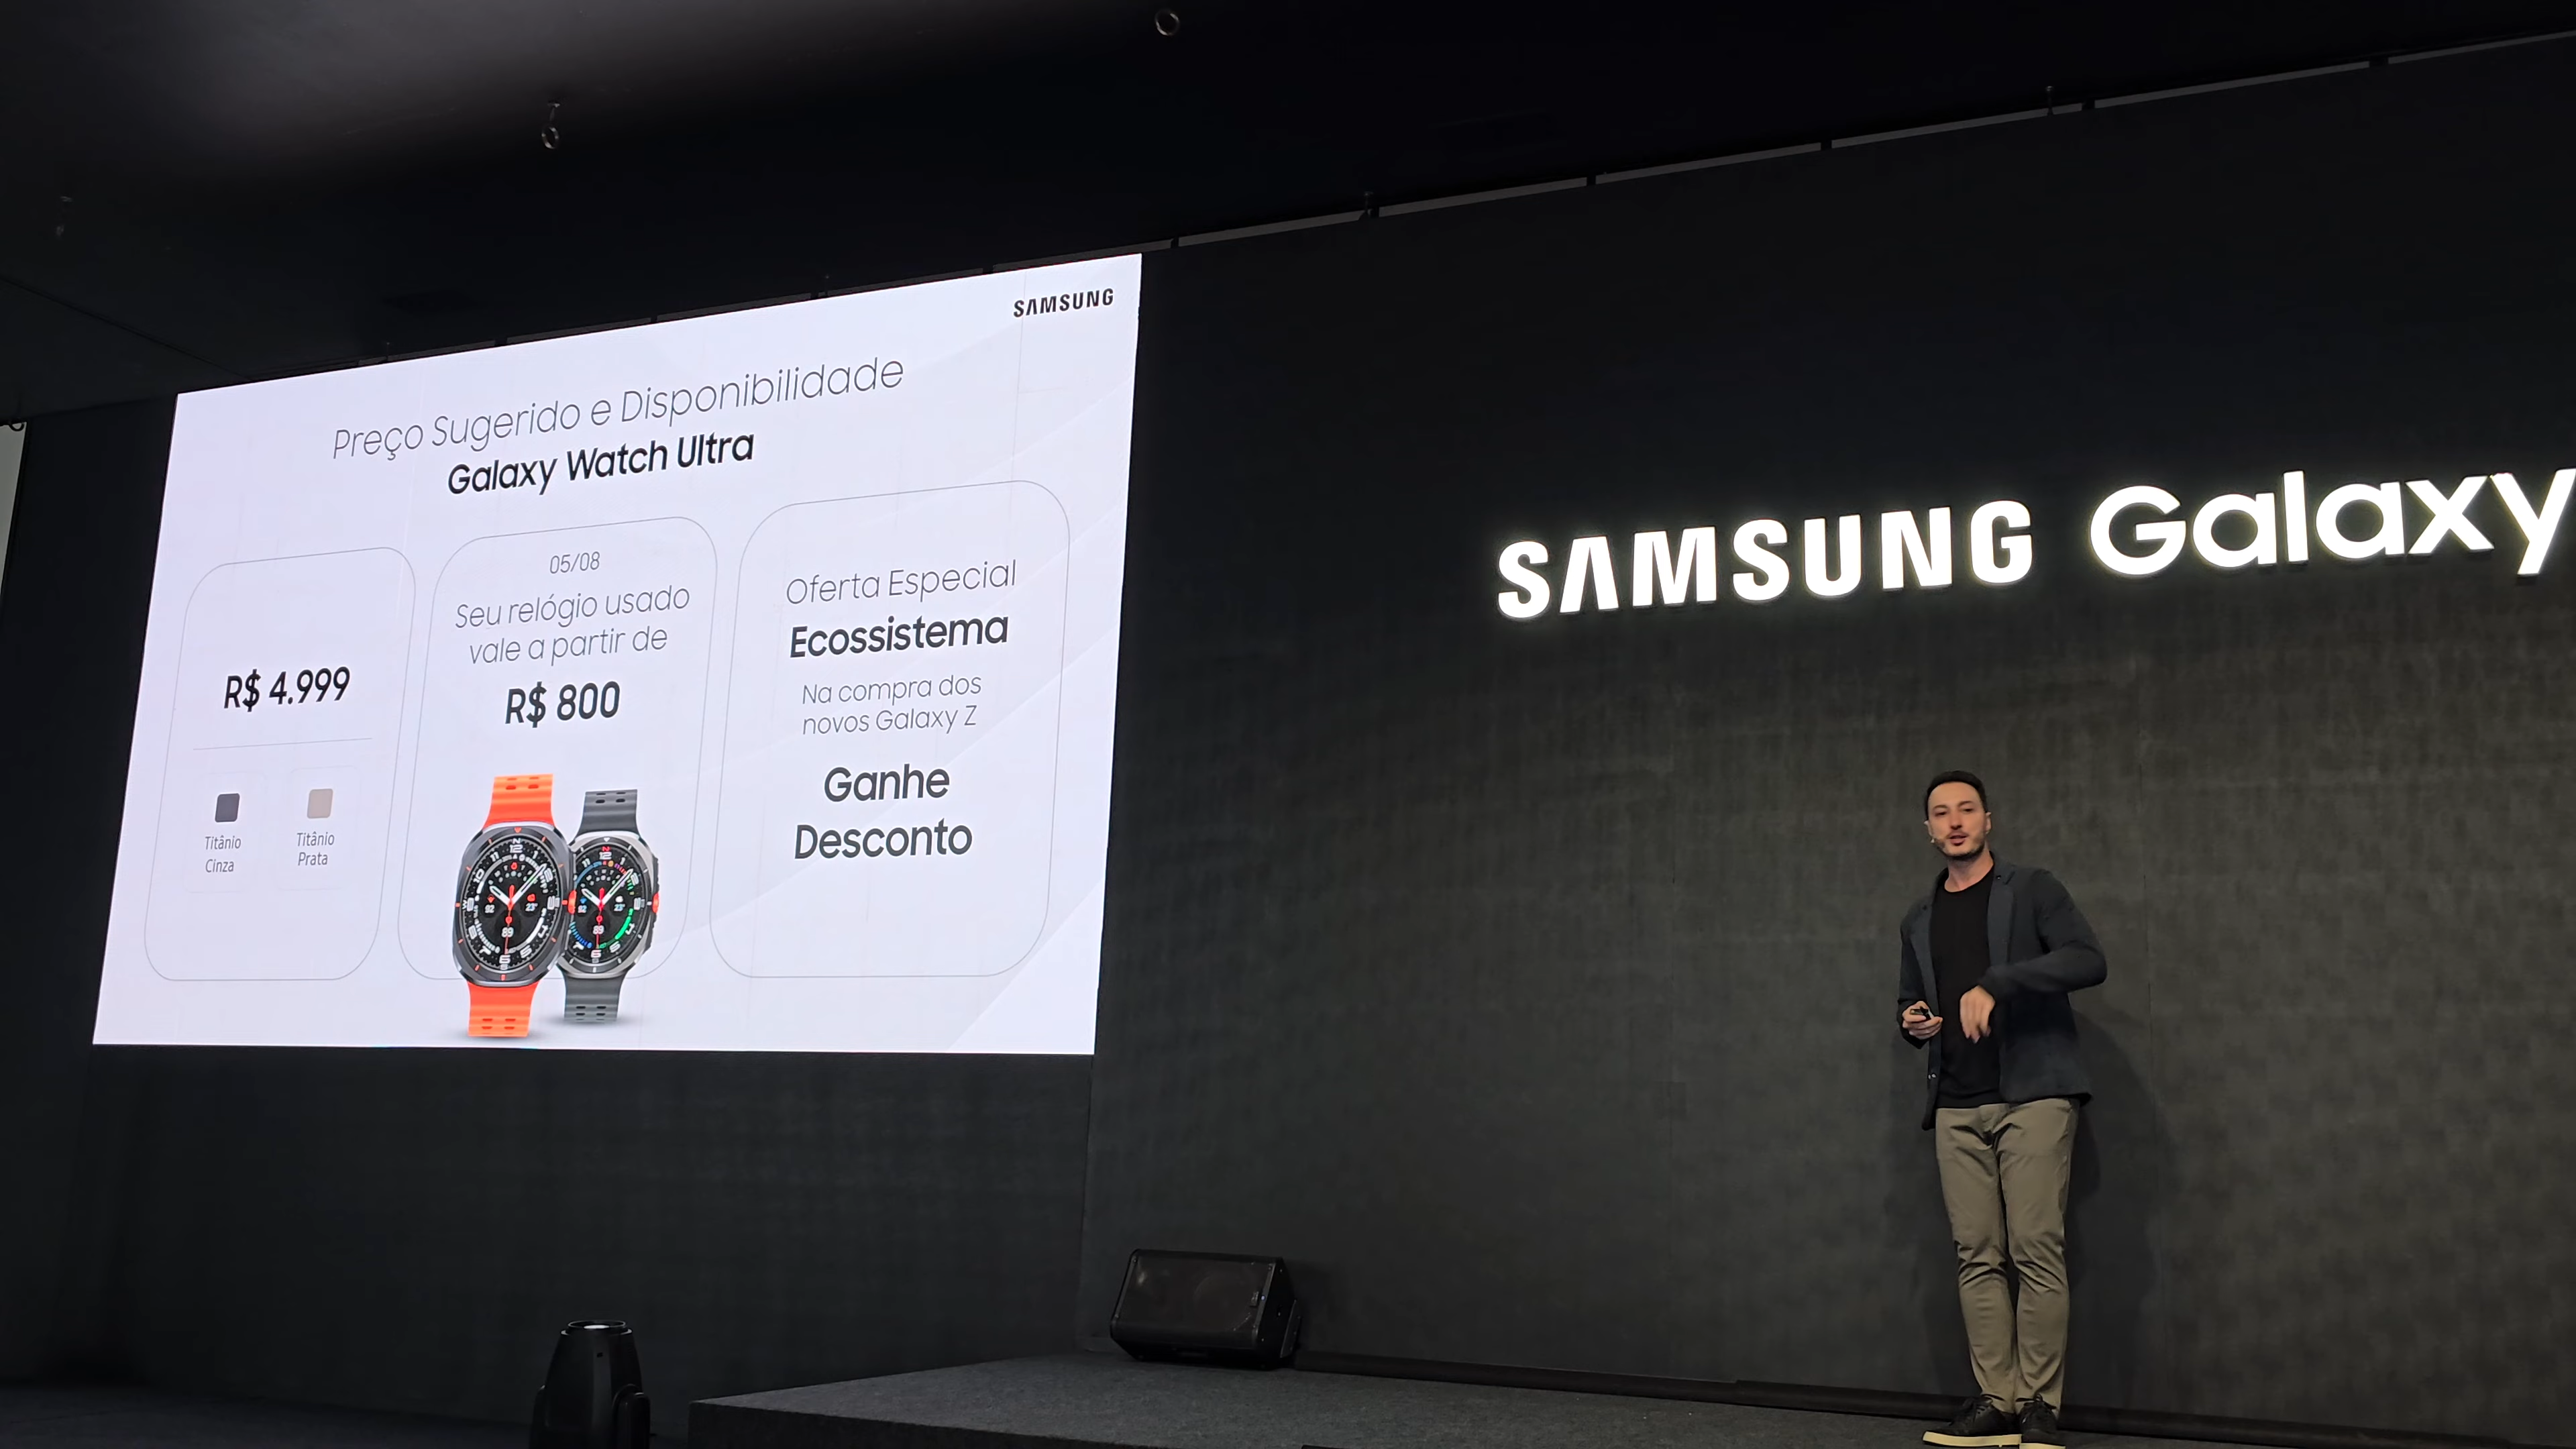 SAMSUNG
Preço Sugerido e Disponibilidade
Galaxy Watch Ultra
R$ 4.999
Titânio
Cinza
Titânio
Prata
05/08
Seu relógio usado
vale a partir de
R$ 800
Oferta Especial
Ecossistema
Na compra dos
novos Galaxy Z
Ganhe
Desconto
SAMSUNG Galaxy